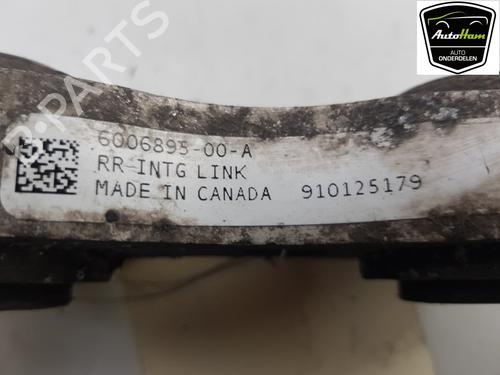 AutoHam
AUTO
ONDERDELEN
B-PARTS
6006895-00-A
RR-INTG LINK
MADE IN CANADA 910125179